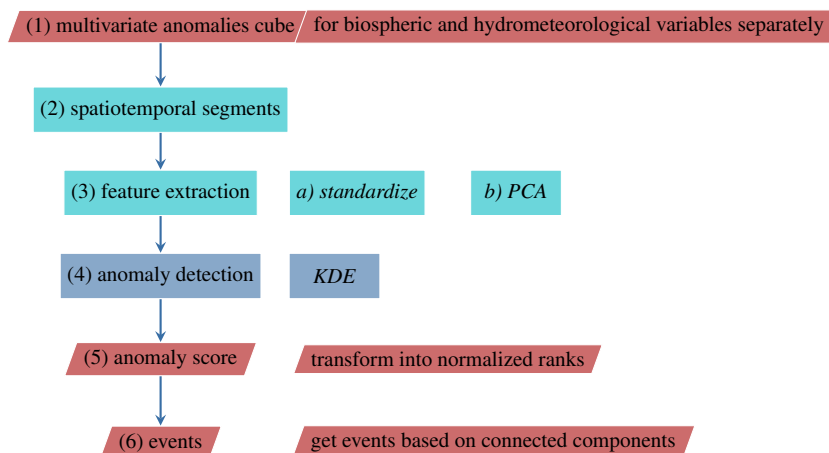 (1) multivariate anomalies cube for biospheric and hydrometeorological variables separately
(2) spatiotemporal segments
(3) feature extraction a) standardize b) PCA
(4) anomaly detection KDE
(5) anomaly score transform into normalized ranks
(6) events get events based on connected components